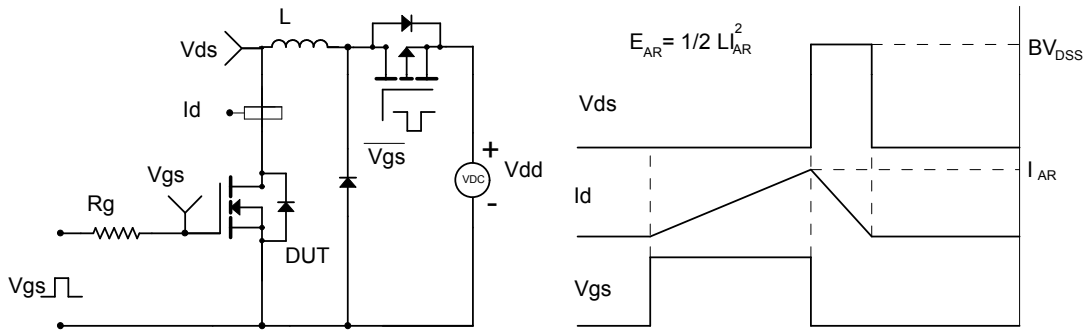 L
Vds
Id
Vgs
Vgs
Rg
DUT
Vgs
VDC
+
Vdd
-
E_AR = 1/2 LI_AR^2
BV_DSS
Vds
I_AR
Id
Vgs